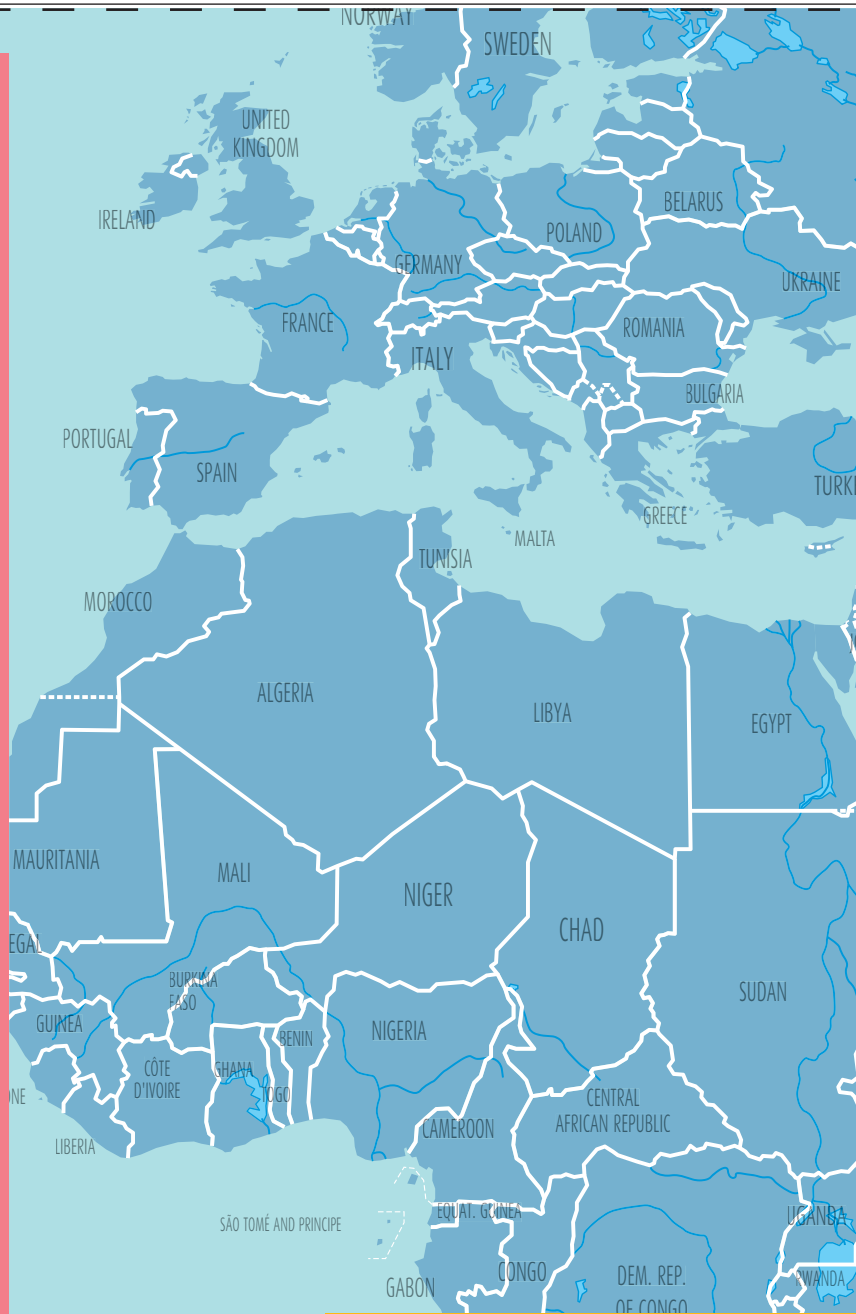 NORWAY
SWEDEN
UNITED
KINGDOM
IRELAND
BELARUS
POLAND
GERMANY
UKRAINE
FRANCE
ROMANIA
ITALY
BULGARIA
PORTUGAL
SPAIN
TURKE
GREECE
MALTA
TUNISIA
MOROCCO
ALGERIA
LIBYA
EGYPT
MAURITANIA
MALI
NIGER
CHAD
EGAL
BURKINA
FASO
SUDAN
GUINEA
NIGERIA
BENIN
CÔTE
D'IVOIRE
GHANA
TOGO
ONE
CENTRAL
AFRICAN REPUBLIC
CAMEROON
LIBERIA
SÃO TOMÉ AND PRINCIPE
EQUAT. GUINEA
UGANDA
GABON
CONGO
DEM. REP.
OF CONGO
RWANDA